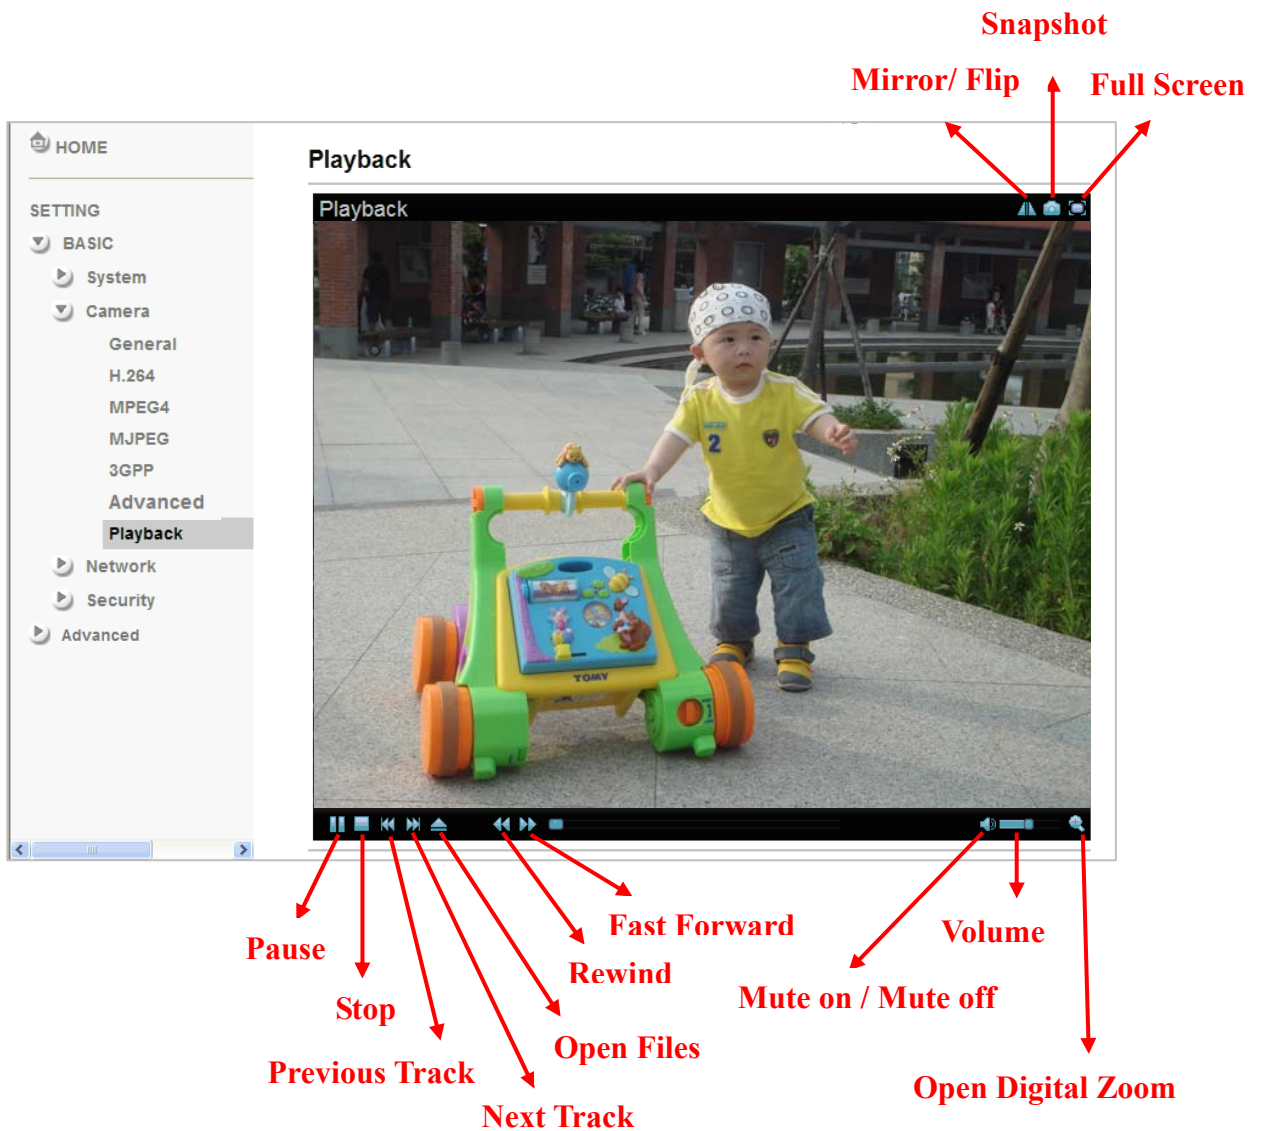 Snapshot
Mirror/ Flip
Full Screen
HOME
Playback
SETTING
Playback
BASIC
System
Camera
General
H.264
MPEG4
MJPEG
3GPP
Advanced
Playback
Network
Security
Advanced
2
TOMY
Fast Forward
Volume
Pause
Rewind
Mute on / Mute off
Stop
Open Files
Previous Track
Open Digital Zoom
Next Track